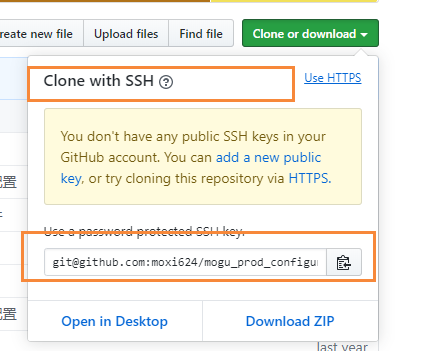 reate new file Upload files Find file Clone or download
Clone with SSH Use HTTPS
You don't have any public SSH keys in your
GitHub account. You can add a new public
key, or try cloning this repository via HTTPS.
Use a password protected SSH key.
git@github.com:moxi624/mogu_prod_configu
Open in Desktop Download ZIP
配置
配置
last year